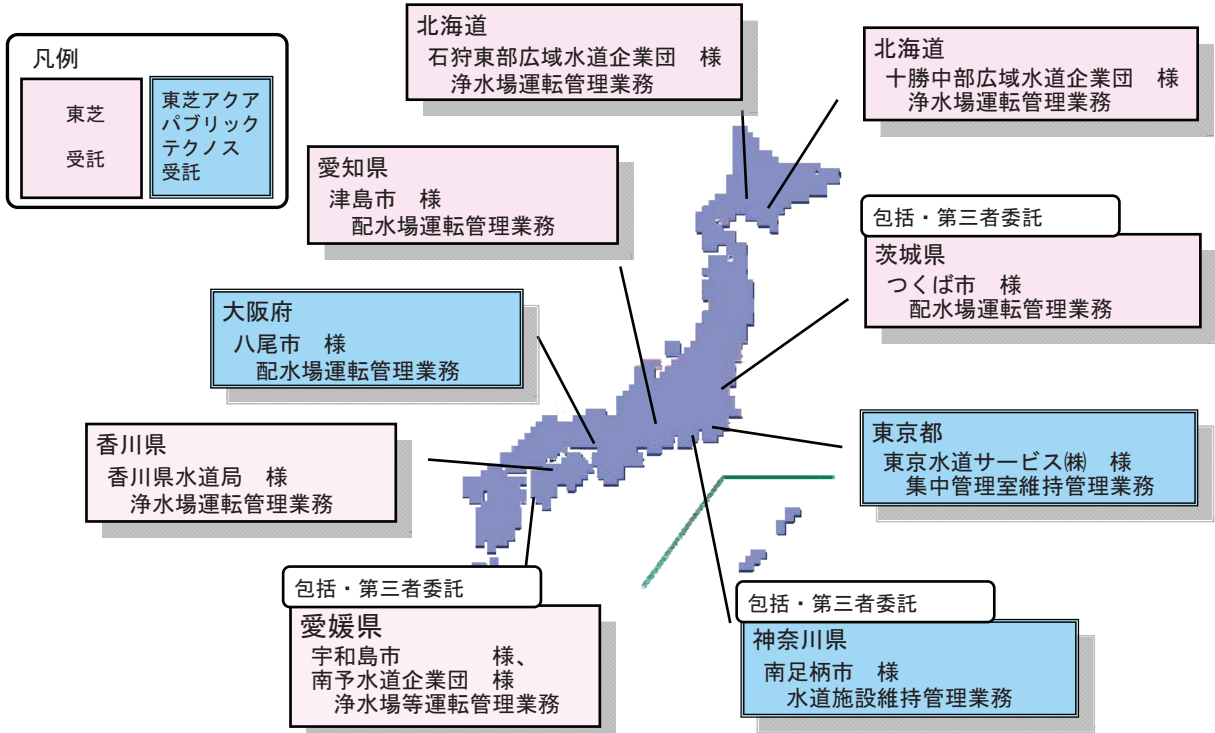 凡例
東芝
受託
東芝アクア
パブリック
テクノス
受託
北海道
石狩東部広域水道企業団　様
浄水場運転管理業務
北海道
十勝中部広域水道企業団　様
浄水場運転管理業務
愛知県
津島市　様
配水場運転管理業務
包括・第三者委託
茨城県
つくば市　様
配水場運転管理業務
大阪府
八尾市　様
配水場運転管理業務
香川県
香川県水道局　様
浄水場運転管理業務
東京都
東京水道サービス㈱　様
集中管理室維持管理業務
包括・第三者委託
愛媛県
宇和島市　　　　様、
南予水道企業団　様
浄水場等運転管理業務
包括・第三者委託
神奈川県
南足柄市　様
水道施設維持管理業務